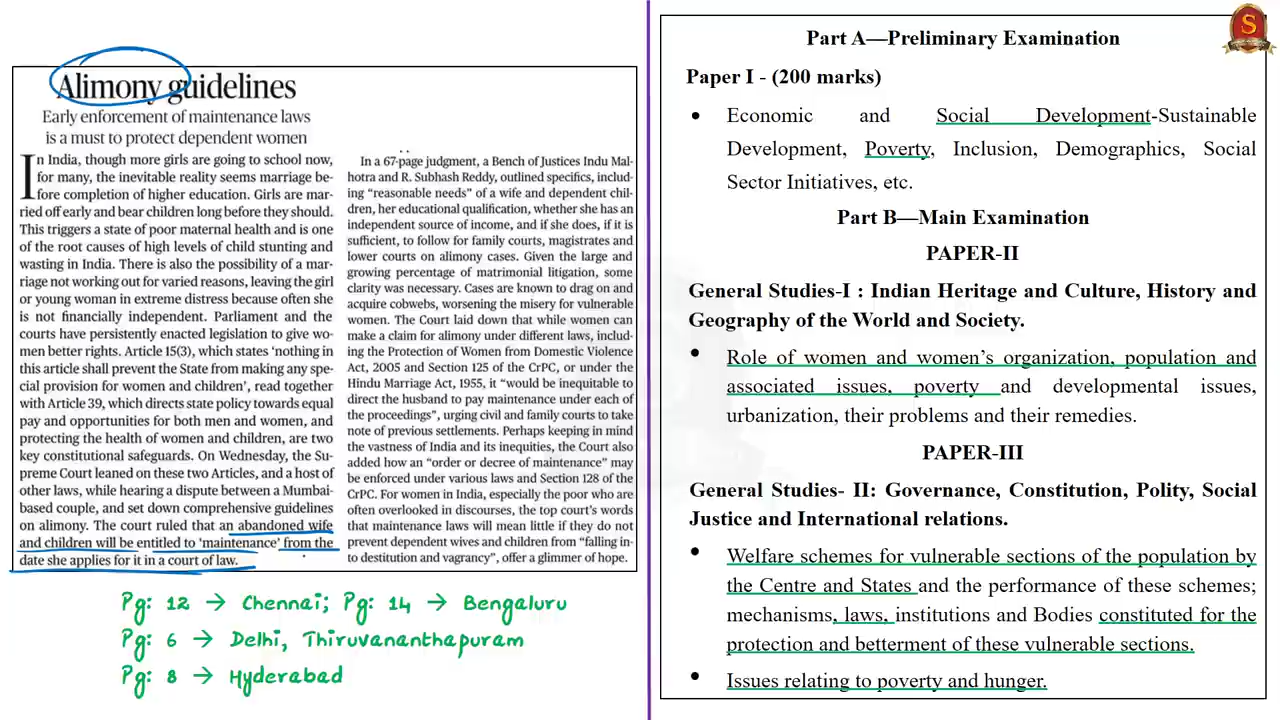 Alimony guidelines
Early enforcement of maintenance laws
is a must to protect dependent women
In India, though more girls are going to school now,
for many, the inevitable reality seems marriage be-
fore completion of higher education. Girls are mar-
ried off early and bear children long before they should.
This triggers a state of poor maternal health and is one
of the root causes of high levels of child stunting and
wasting in India. There is also the possibility of a mar-
riage not working out for varied reasons, leaving the girl
or young woman in extreme distress because often she
is not financially independent. Parliament and the
courts have persistently enacted legislation to give wo-
men better rights. Article 15(3), which states ‘nothing in
this article shall prevent the State from making any spe-
cial provision for women and children’, read together
with Article 39, which directs state policy towards equal
pay and opportunities for both men and women, and
protecting the health of women and children, are two
key constitutional safeguards. On Wednesday, the Su-
preme Court leaned on these two Articles, and a host of
other laws, while hearing a dispute between a Mumbai-
based couple, and set down comprehensive guidelines
on alimony. The court ruled that an abandoned wife
and children will be entitled to ‘maintenance’ from the
date she applies for it in a court of law.
In a 67-page judgment, a Bench of Justices Indu Mal-
hotra and R. Subhash Reddy, outlined specifics, includ-
ing “reasonable needs” of a wife and dependent chil-
dren, her educational qualification, whether she has an
independent source of income, and if she does, if it is
sufficient, to follow for family courts, magistrates and
lower courts on alimony cases. Given the large and
growing percentage of matrimonial litigation, some
clarity was necessary. Cases are known to drag on and
acquire cobwebs, worsening the misery for vulnerable
women. The Court laid down that while women can
make a claim for alimony under different laws, includ-
ing the Protection of Women from Domestic Violence
Act, 2005 and Section 125 of the CrPC, or under the
Hindu Marriage Act, 1955, it “would be inequitable to
direct the husband to pay maintenance under each of
the proceedings”, urging civil and family courts to take
note of previous settlements. Perhaps keeping in mind
the vastness of India and its inequities, the Court also
added how an “order or decree of maintenance” may
be enforced under various laws and Section 128 of the
CrPC. For women in India, especially the poor who are
often overlooked in discourses, the top court’s words
that maintenance laws will mean little if they do not
prevent dependent wives and children from “falling in-
to destitution and vagrancy”, offer a glimmer of hope.
Pg: 12 → Chennai; Pg: 14 → Bengaluru
Pg: 6 → Delhi, Thiruvananthapuram
Pg: 8 → Hyderabad
S
Part A—Preliminary Examination
Paper I - (200 marks)
• Economic and Social Development-Sustainable
Development, Poverty, Inclusion, Demographics, Social
Sector Initiatives, etc.
Part B—Main Examination
PAPER-II
General Studies-I : Indian Heritage and Culture, History and
Geography of the World and Society.
• Role of women and women’s organization, population and
associated issues, poverty and developmental issues,
urbanization, their problems and their remedies.
PAPER-III
General Studies- II: Governance, Constitution, Polity, Social
Justice and International relations.
• Welfare schemes for vulnerable sections of the population by
the Centre and States and the performance of these schemes;
mechanisms, laws, institutions and Bodies constituted for the
protection and betterment of these vulnerable sections.
• Issues relating to poverty and hunger.